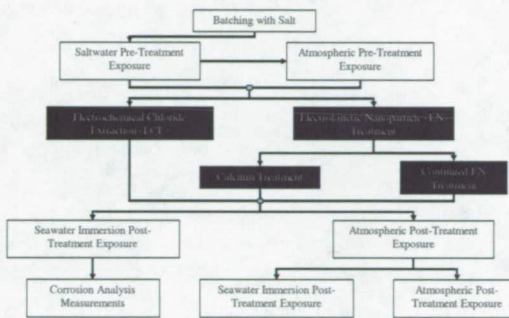 Batching with Salt
Saltwater Pre-Treatment
Exposure
Atmospheric Pre-Treatment
Exposure
Electrochemical Chloride
Extraction -ECE
Electrokinetic Nanoparticle -EN-
Treatment
Calcium Treatment
Continued EN
Treatment
Seawater Immersion Post-
Treatment Exposure
Atmospheric Post-Treatment
Exposure
Corrosion Analysis
Measurements
Seawater Immersion Post-
Treatment Exposure
Atmospheric Post-
Treatment Exposure